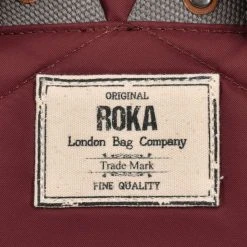 ORIGINAL
ROKA
London Bag Company
Trade Mark
FINE QUALITY